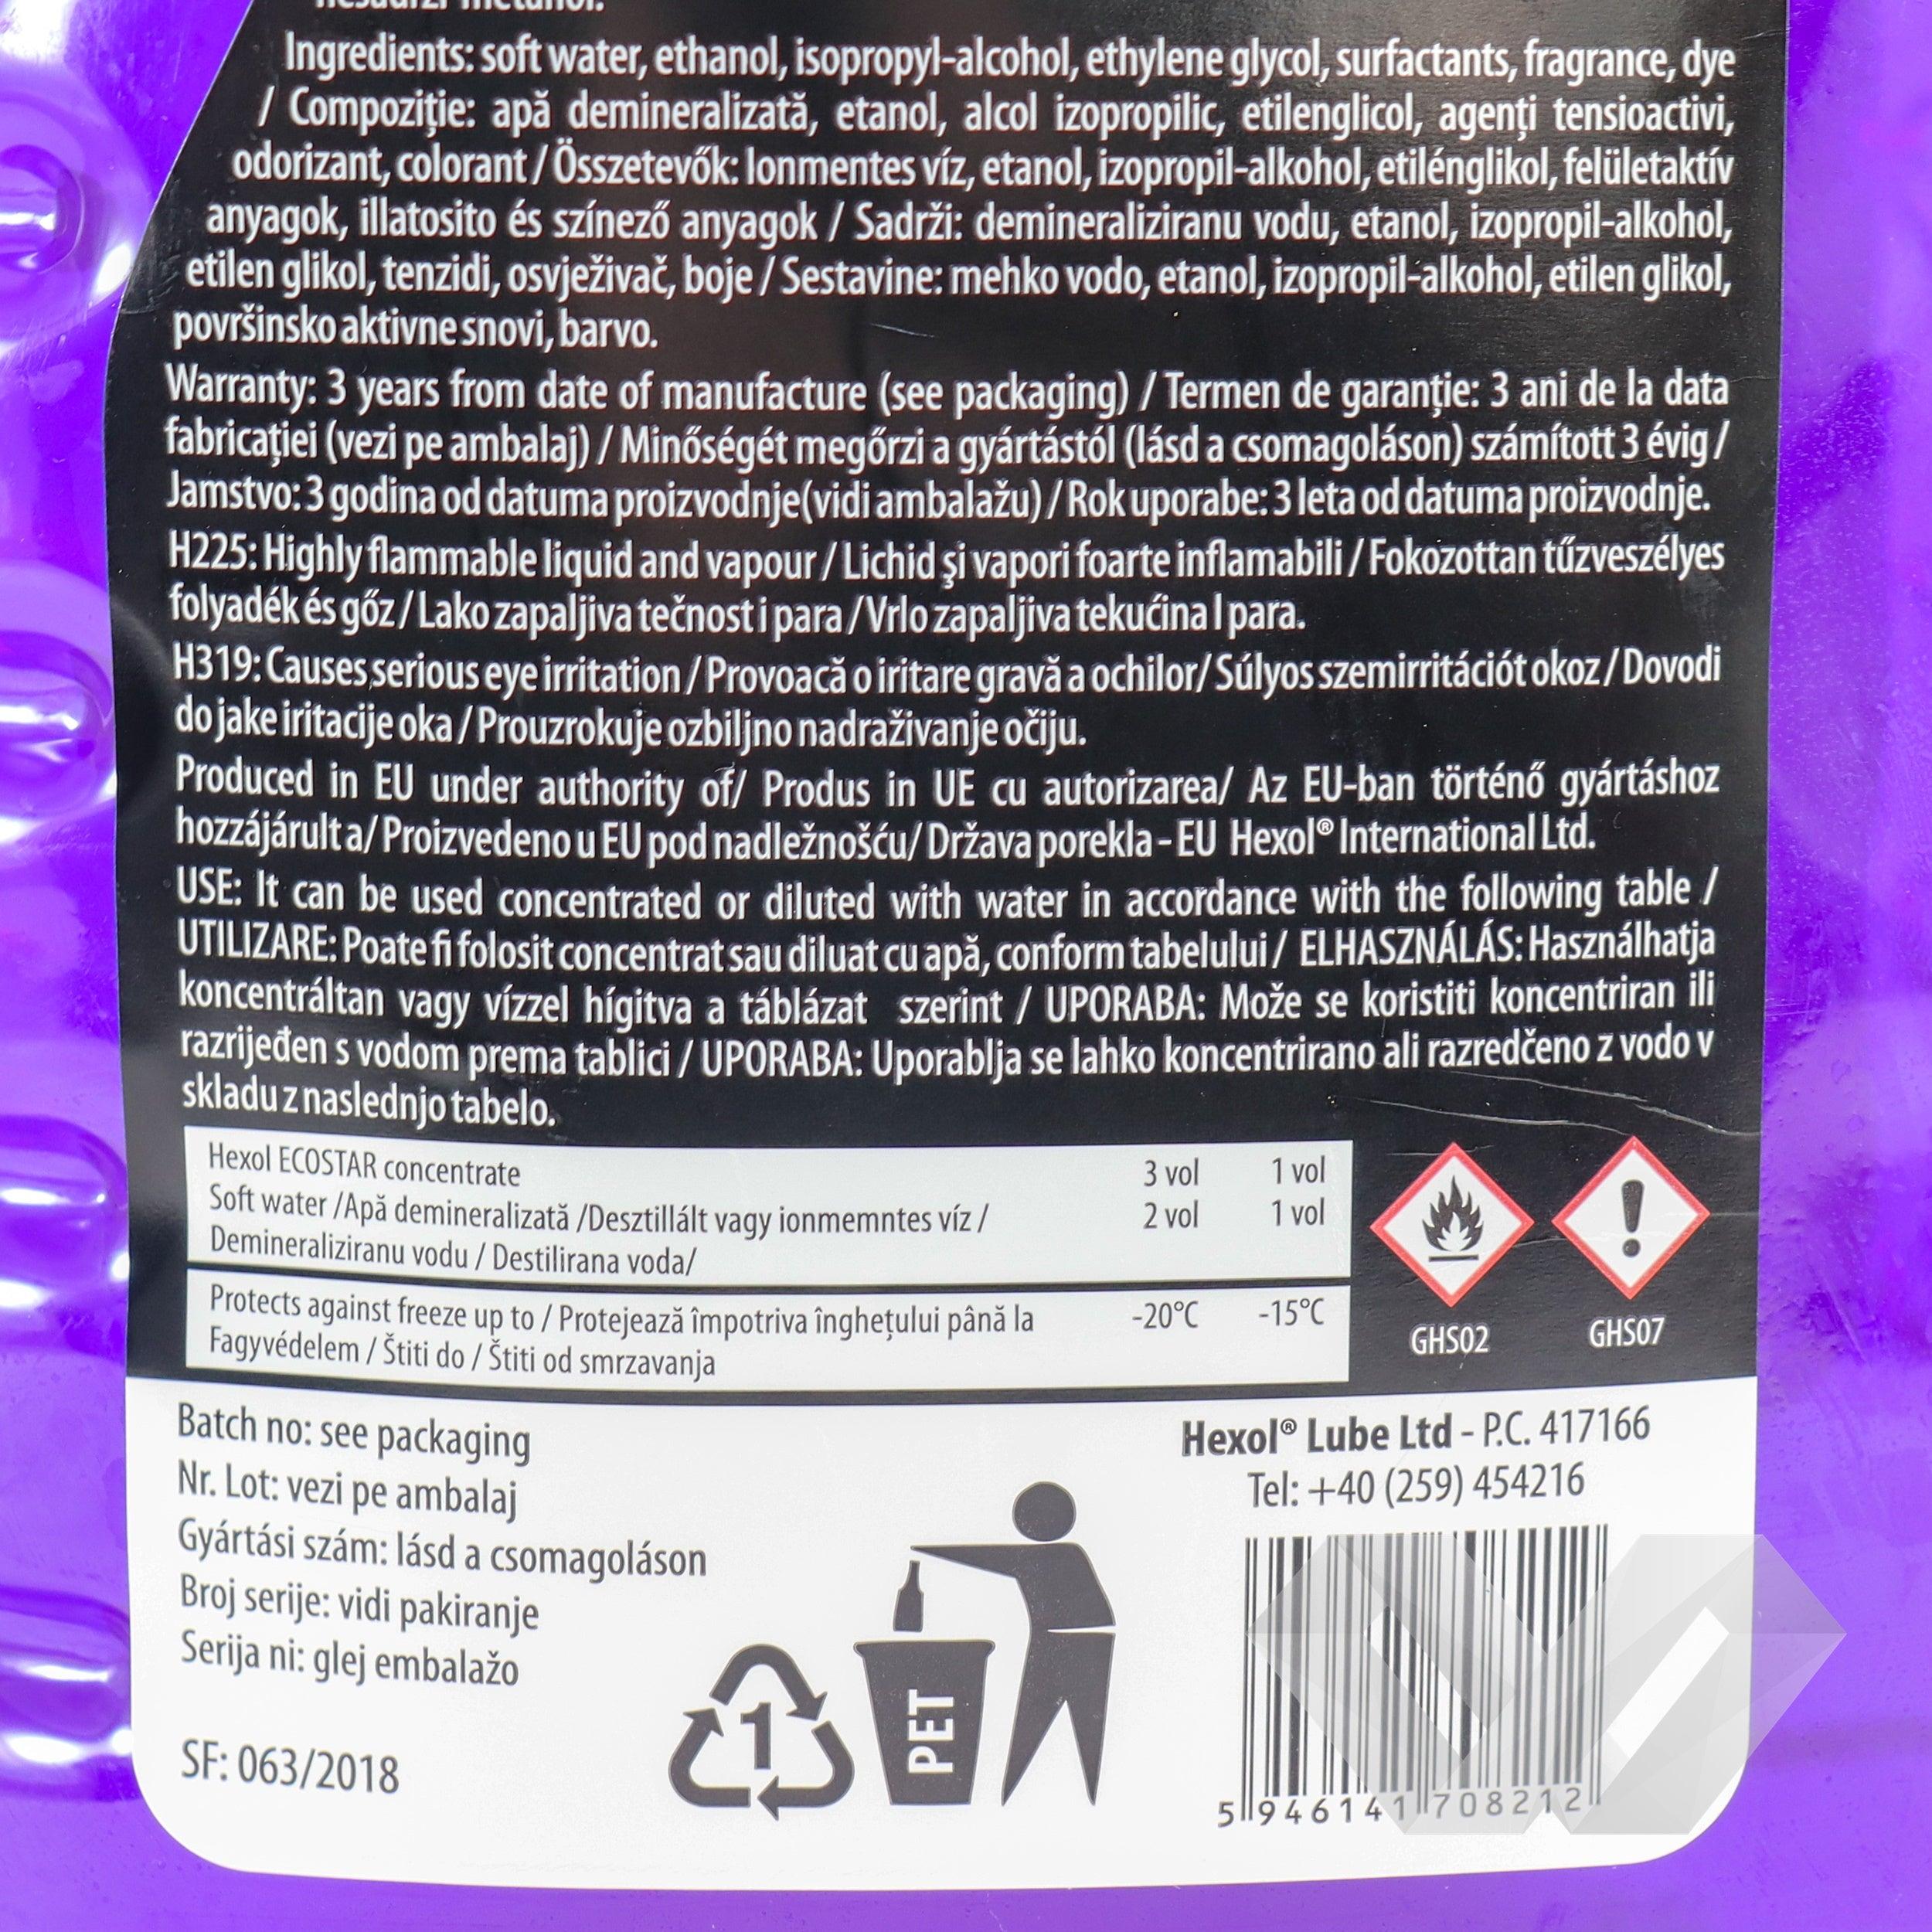 Ingredients: soft water, ethanol, isopropyl-alcohol, ethylene glycol, surfactants, fragrance, dye
/ Compoziţie: apă demineralizată, etanol, alcol izopropilic, etilenglicol, agenţi tensioactivi,
odorizant, colorant / Összetevők: Ionmentes víz, etanol, izopropil-alkohol, etilénglikol, felületaktív
anyagok, illatosito és színező anyagok / Sadrži: demineraliziranu vodu, etanol, izopropil-alkohol,
etilen glikol, tenzidi, osvježivač, boje / Sestavine: mehko vodo, etanol, izopropil-alkohol, etilen glikol,
površinsko aktivne snovi, barvo.
Warranty: 3 years from date of manufacture (see packaging) / Termen de garanţie: 3 ani de la data
fabricaţiei (vezi pe ambalaj) / Minőségét megőrzi a gyártástól (lásd a csomagoláson) számított 3 évig /
Jamstvo: 3 godina od datuma proizvodnje(vidi ambalažu) / Rok uporabe: 3 leta od datuma proizvodnje.
H225: Highly flammable liquid and vapour / Lichid şi vapori foarte inflamabili / Fokozottan tűzveszélyes
folyadék és gőz / Lako zapaljiva tečnost i para / Vrlo zapaljiva tekućina I para.
H319: Causes serious eye irritation / Provoacă o iritare gravă a ochilor/ Súlyos szemirritációt okoz / Dovodi
do jake iritacije oka / Prouzrokuje ozbiljno nadraživanje očiju.
Produced in EU under authority of/ Produs in UE cu autorizarea/ Az EU-ban történő gyártáshoz
hozzájárult a/ Proizvedeno u EU pod nadležnošću/ Država porekla - EU Hexol® International Ltd.
USE: It can be used concentrated or diluted with water in accordance with the following table /
UTILIZARE: Poate fi folosit concentrat sau diluat cu apă, conform tabelului / ELHASZNÁLÁS: Használhatja
koncentráltan vagy vízzel hígitva a táblázat szerint / UPORABA: Može se koristiti koncentriran ili
razrijeđen s vodom prema tablici / UPORABA: Uporablja se lahko koncentrirano ali razredčeno z vodo v
skladu z naslednjo tabelo.
Hexol ECOSTAR concentrate 3 vol 1 vol
Soft water /Apă demineralizată /Desztillált vagy ionmemntes víz / 2 vol 1 vol
Demineraliziranu vodu / Destilirana voda/
Protects against freeze up to / Protejează împotriva îngheţului până la -20°C -15°C
Fagyvédelem / Štiti do / Štiti od smrzavanja
GHS02 GHS07
Batch no: see packaging
Nr. Lot: vezi pe ambalaj
Gyártási szám: lásd a csomagoláson
Broj serije: vidi pakiranje
Serija ni: glej embalažo
SF: 063/2018
1
PET
Hexol® Lube Ltd - P.C. 417166
Tel: +40 (259) 454216
5 946141 708212